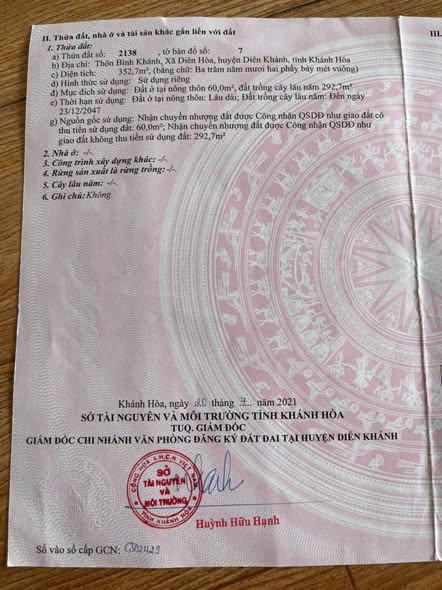 II. Thửa đất, nhà ở và tài sản khác gắn liền với đất
III.
1. Thửa đất:
a) Thửa đất số: 2138 , tờ bản đồ số: 7
b) Địa chỉ: Thôn Bình Khánh, Xã Diên Hòa, huyện Diên Khánh, tỉnh Khánh Hòa
c) Diện tích: 352,7m², (bằng chữ: Ba trăm năm mươi hai phẩy bảy mét vuông)
d) Hình thức sử dụng: Sử dụng riêng
đ) Mục đích sử dụng: Đất ở tại nông thôn 60,0m², đất trồng cây lâu năm 292,7m²
e) Thời hạn sử dụng: Đất ở tại nông thôn: Lâu dài; Đất trồng cây lâu năm: Đến ngày
23/12/2047
g) Nguồn gốc sử dụng: Nhận chuyển nhượng đất được Công nhận QSDĐ như giao đất có
thu tiền sử dụng đất: 60,0m²; Nhận chuyển nhượng đất được Công nhận QSDĐ như
giao đất không thu tiền sử dụng đất: 292,7m²
2. Nhà ở: -/-
3. Công trình xây dựng khác: -/-
4. Rừng sản xuất là rừng trồng: -/-
5. Cây lâu năm: -/-
6. Ghi chú: Không.
Khánh Hòa, ngày tháng năm 2021
SỞ TÀI NGUYÊN VÀ MÔI TRƯỜNG TỈNH KHÁNH HÒA
TUQ. GIÁM ĐỐC
GIÁM ĐỐC CHI NHÁNH VĂN PHÒNG ĐĂNG KÝ ĐẤT ĐAI TẠI HUYỆN DIÊN KHÁNH
CỘNG HÒA X.H.C.N VIỆT NAM
SỞ
TÀI NGUYÊN
VÀ
MÔI TRƯỜNG
TỈNH KHÁNH HÒA
Huỳnh Hữu Hạnh
Số vào sổ cấp GCN: